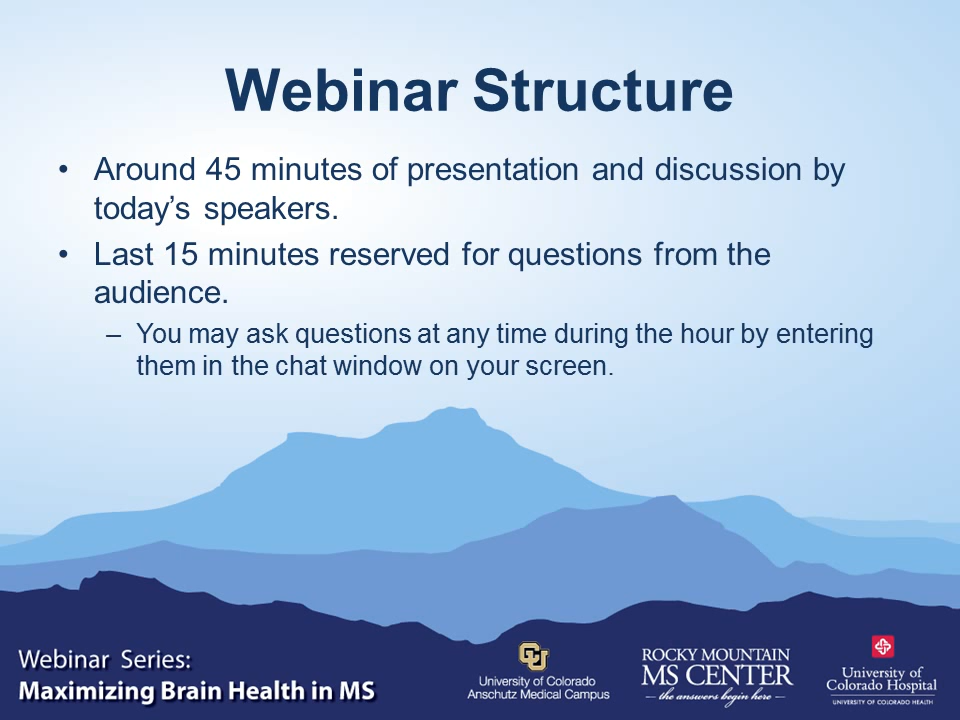 Webinar Structure
• Around 45 minutes of presentation and discussion by
today’s speakers.
• Last 15 minutes reserved for questions from the
audience.
– You may ask questions at any time during the hour by entering
them in the chat window on your screen.
Webinar Series:
Maximizing Brain Health in MS
CU
University of Colorado
Anschutz Medical Campus
ROCKY MOUNTAIN
MS CENTER
the answers begin here
University of
Colorado Hospital
UNIVERSITY OF COLORADO HEALTH